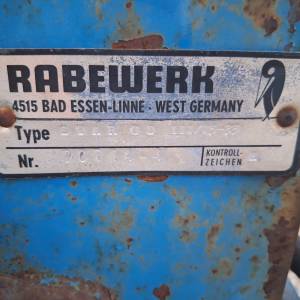 RABEWERK
4515 BAD ESSEN-LINNE · WEST GERMANY
Type
Nr.
KONTROLL-
ZEICHEN